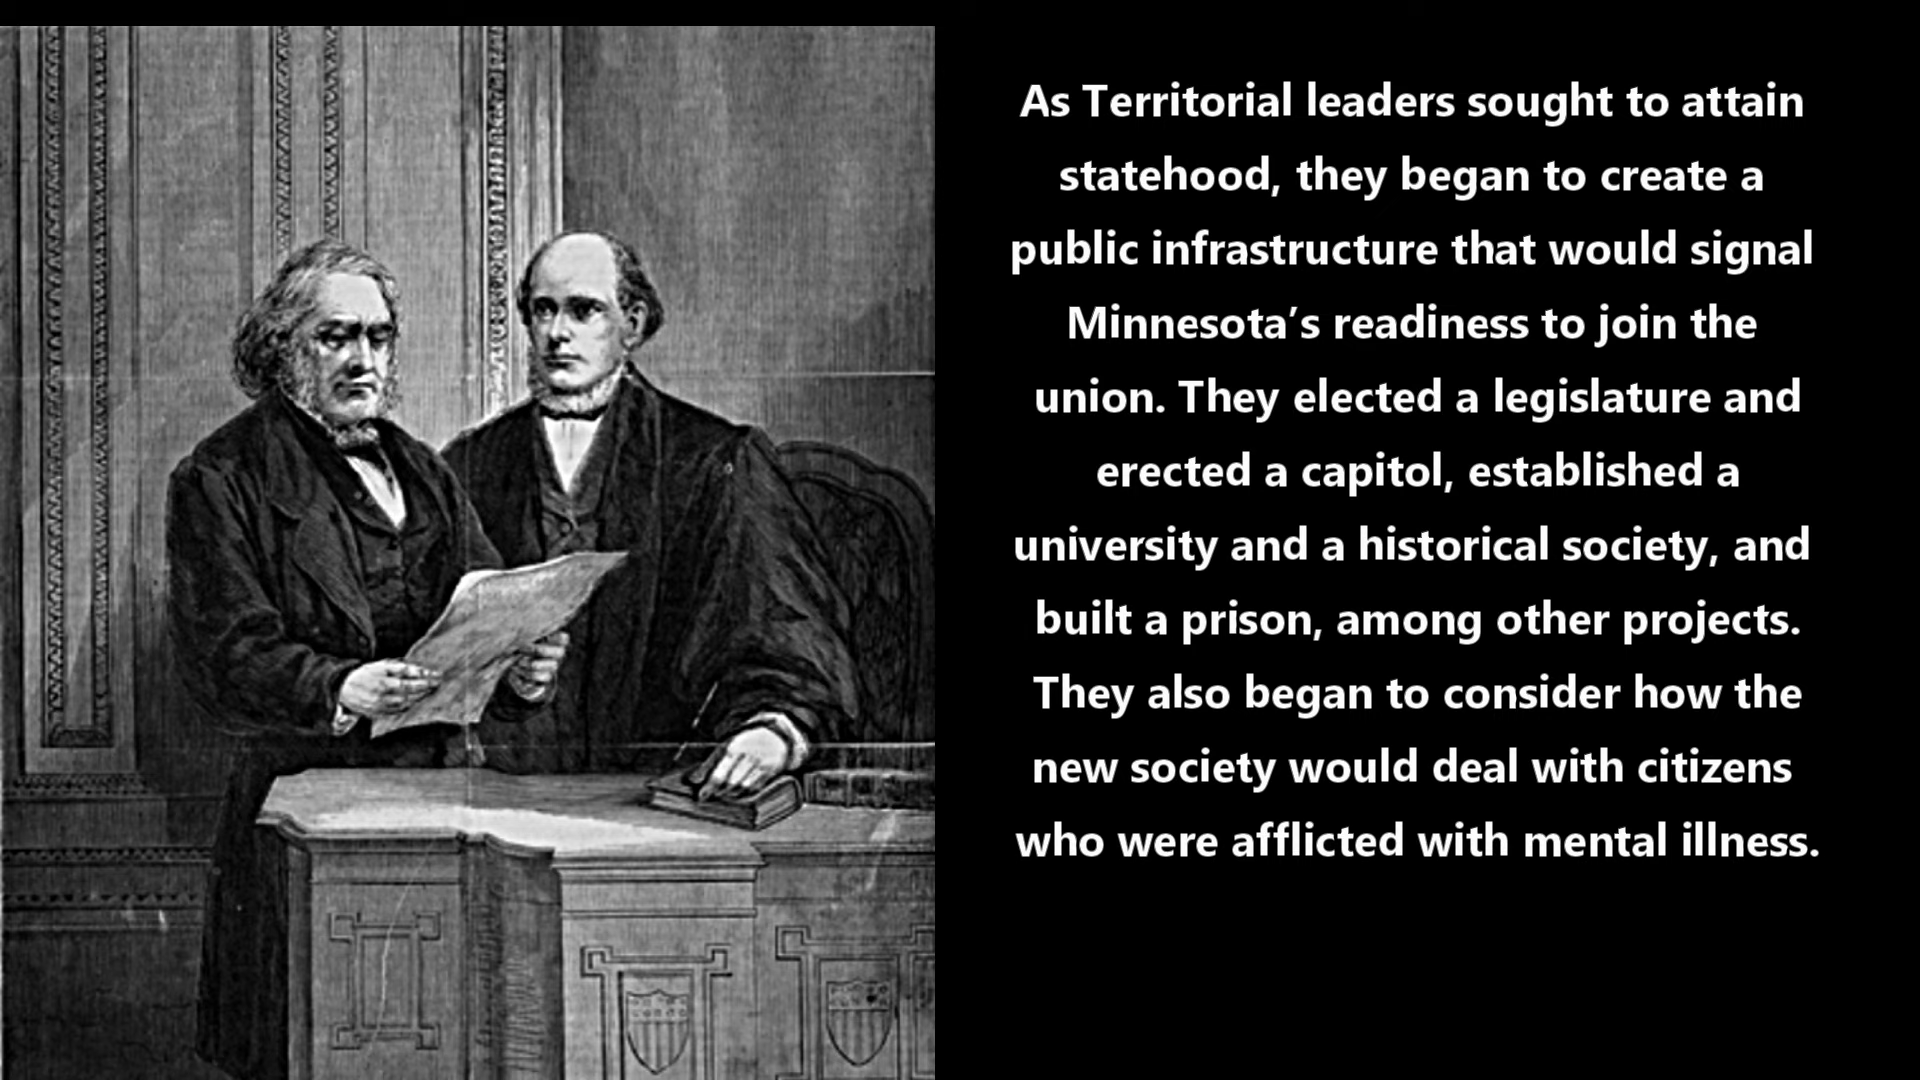 As Territorial leaders sought to attain
statehood, they began to create a
public infrastructure that would signal
Minnesota’s readiness to join the
union. They elected a legislature and
erected a capitol, established a
university and a historical society, and
built a prison, among other projects.
They also began to consider how the
new society would deal with citizens
who were afflicted with mental illness.